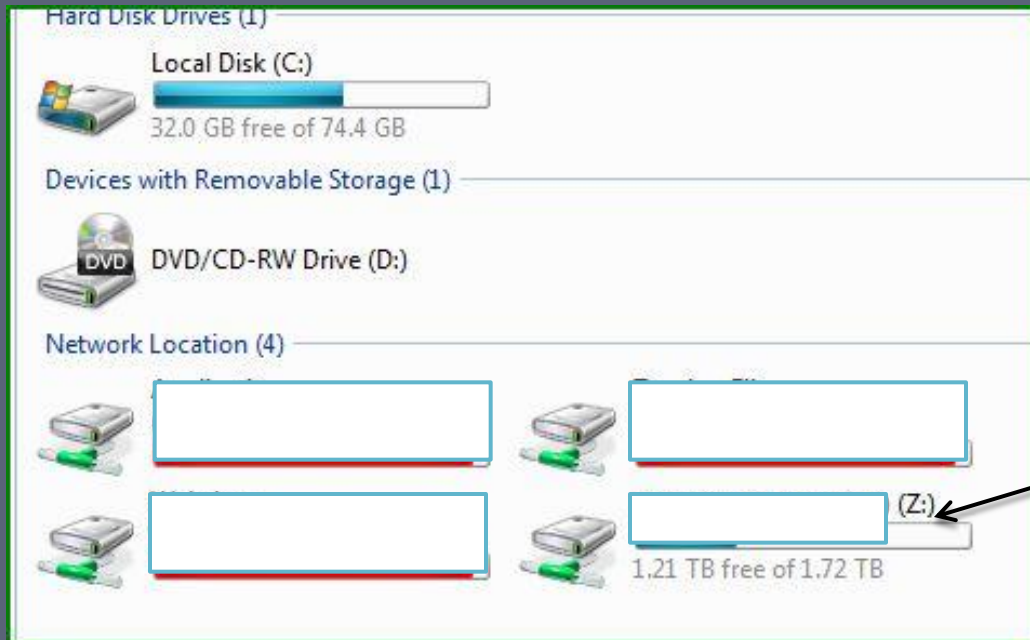 Hard Disk Drives (1)
Local Disk (C:)
32.0 GB free of 74.4 GB
Devices with Removable Storage (1)
DVD
DVD/CD-RW Drive (D:)
Network Location (4)
(Z:)
1.21 TB free of 1.72 TB